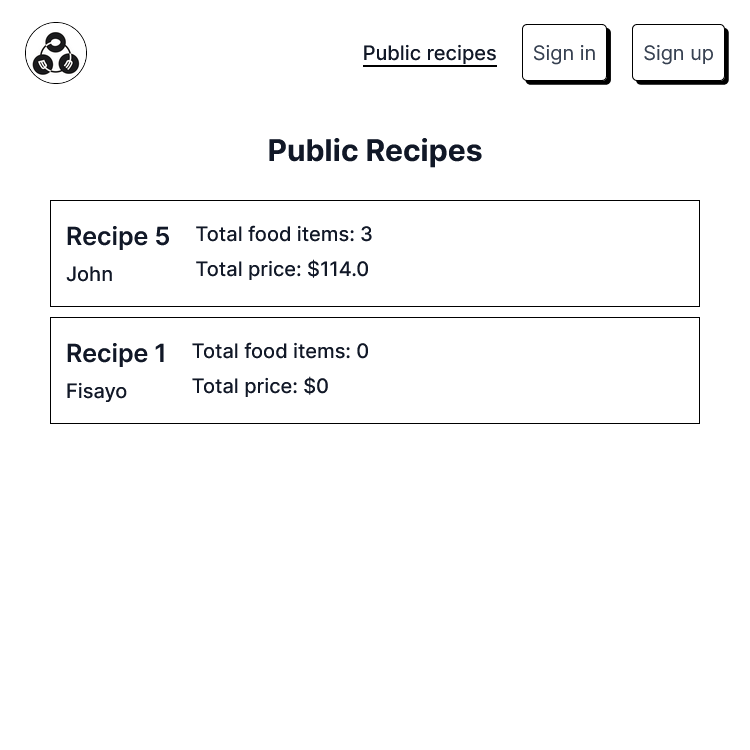 Public recipes
Sign in
Sign up
Public Recipes
Recipe 5
John
Total food items: 3
Total price: $114.0
Recipe 1
Fisayo
Total food items: 0
Total price: $0